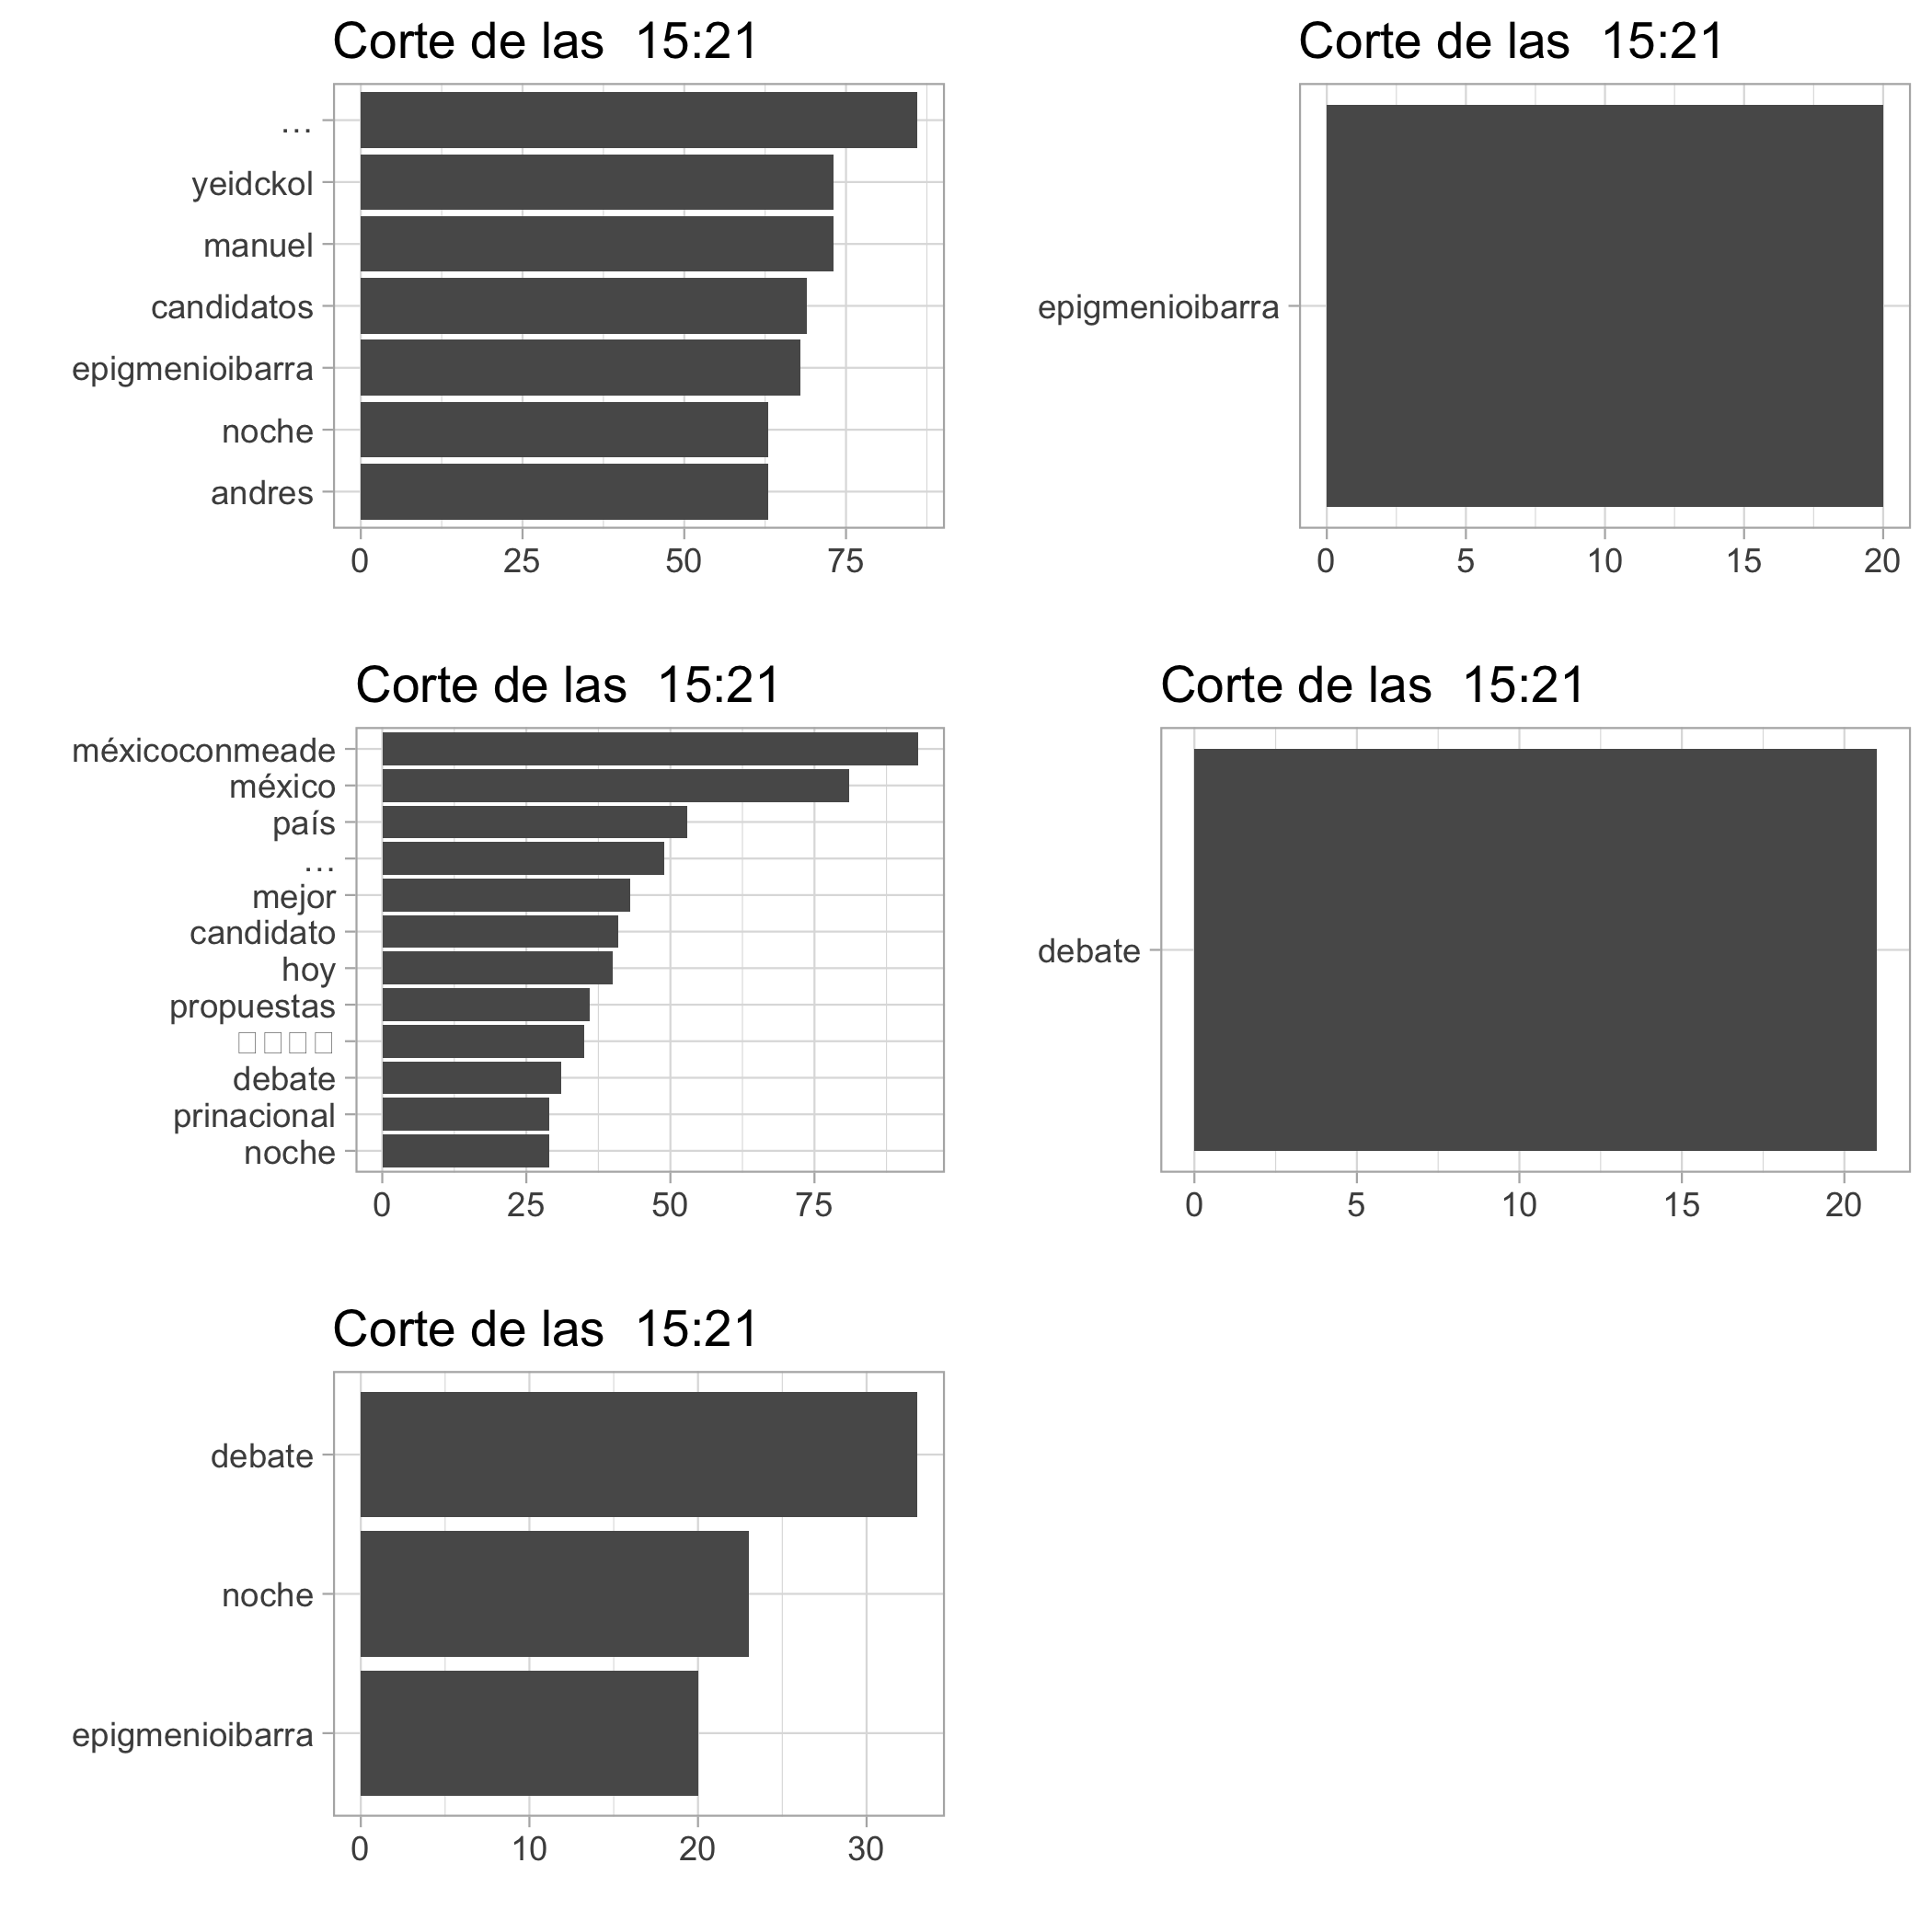 Corte de las  15:21
…
yeidckol
manuel
candidatos
epigmenioibarra
noche
andres
0 25 50 75
Corte de las  15:21
epigmenioibarra
0 5 10 15 20
Corte de las  15:21
méxicoconmeade
méxico
país
…
mejor
candidato
hoy
propuestas
debate
prinacional
noche
0 25 50 75
Corte de las  15:21
debate
0 5 10 15 20
Corte de las  15:21
debate
noche
epigmenioibarra
0 10 20 30